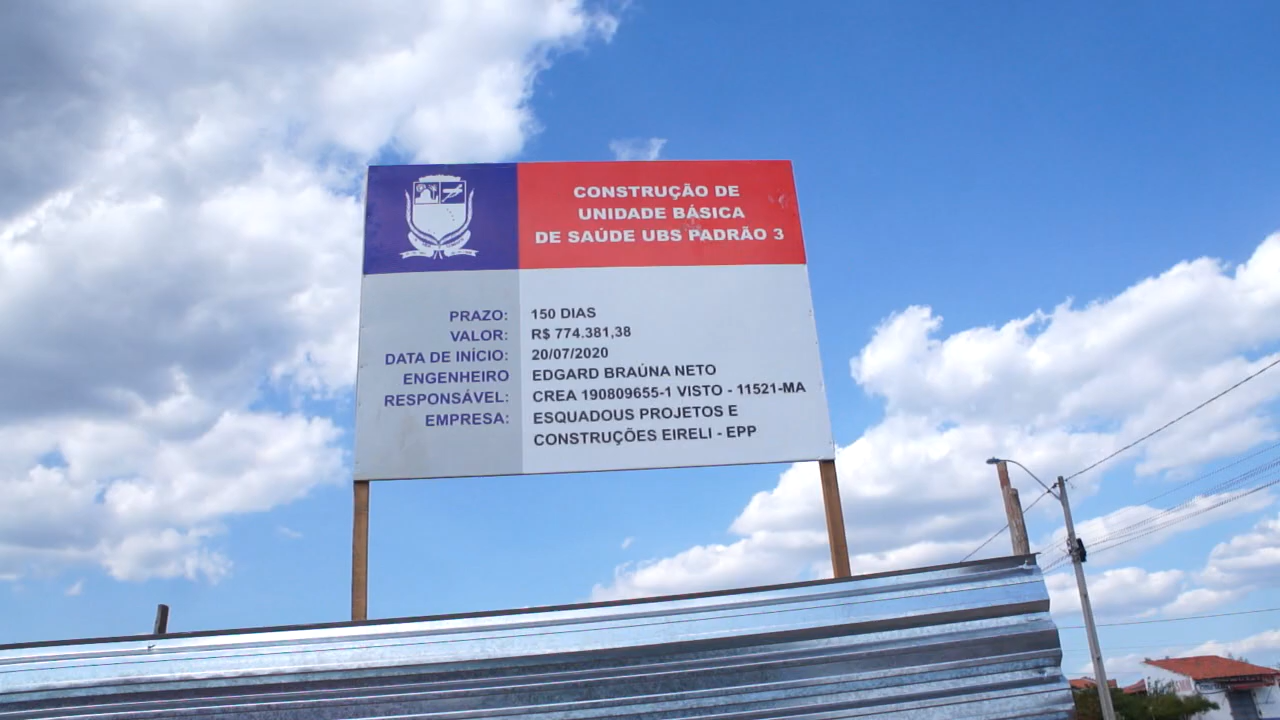 CONSTRUÇÃO DE
UNIDADE BÁSICA
DE SAÚDE UBS PADRÃO 3
PRAZO: 150 DIAS
VALOR: R$ 774.381,38
DATA DE INÍCIO: 20/07/2020
ENGENHEIRO EDGARD BRAÚNA NETO
RESPONSÁVEL: CREA 190809655-1 VISTO - 11521-MA
EMPRESA: ESQUADOUS PROJETOS E
CONSTRUÇÕES EIRELI - EPP